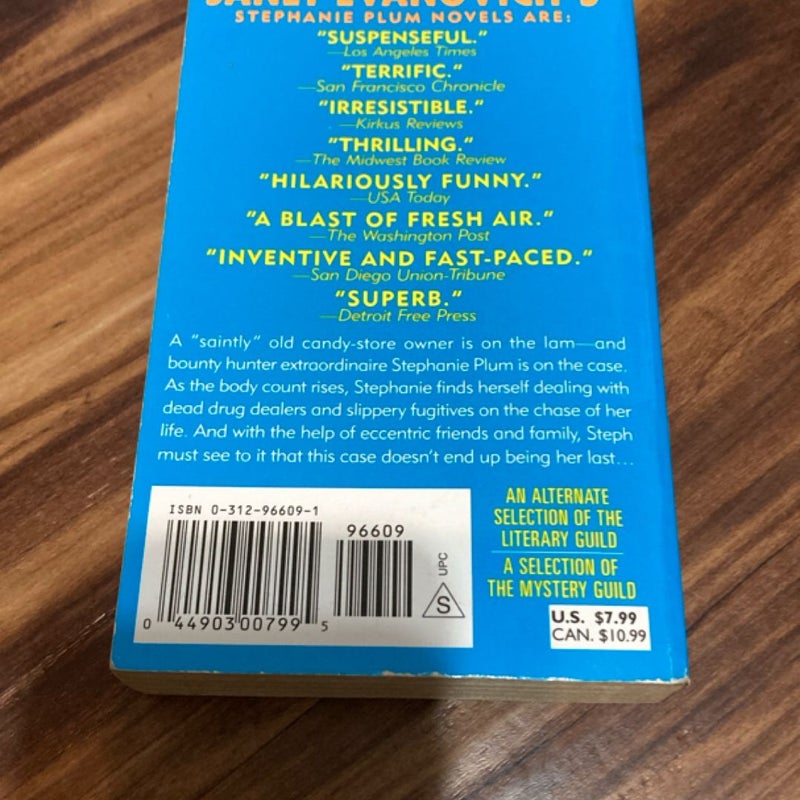 JANET EVANOVICH'S
STEPHANIE PLUM NOVELS ARE:
"SUSPENSEFUL."
—Los Angeles Times
"TERRIFIC."
—San Francisco Chronicle
"IRRESISTIBLE."
—Kirkus Reviews
"THRILLING."
—The Midwest Book Review
"HILARIOUSLY FUNNY."
—USA Today
"A BLAST OF FRESH AIR."
—The Washington Post
"INVENTIVE AND FAST-PACED."
—San Diego Union-Tribune
"SUPERB."
—Detroit Free Press
A "saintly" old candy-store owner is on the lam—and
bounty hunter extraordinaire Stephanie Plum is on the case.
As the body count rises, Stephanie finds herself dealing with
dead drug dealers and slippery fugitives on the chase of her
life. And with the help of eccentric friends and family, Steph
must see to it that this case doesn't end up being her last...
ISBN 0-312-96609-1
96609
UPC
S
0 44903 00799 5
AN ALTERNATE
SELECTION OF THE
LITERARY GUILD
A SELECTION OF
THE MYSTERY GUILD
U.S. $7.99
CAN. $10.99